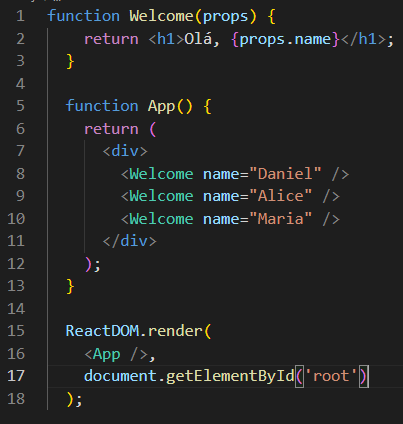 1 function Welcome(props) {
2     return <h1>Olá, {props.name}</h1>;
3   }
4
5   function App() {
6     return (
7       <div>
8         <Welcome name="Daniel" />
9         <Welcome name="Alice" />
10         <Welcome name="Maria" />
11       </div>
12     );
13   }
14
15   ReactDOM.render(
16     <App />,
17     document.getElementById('root')
18   );